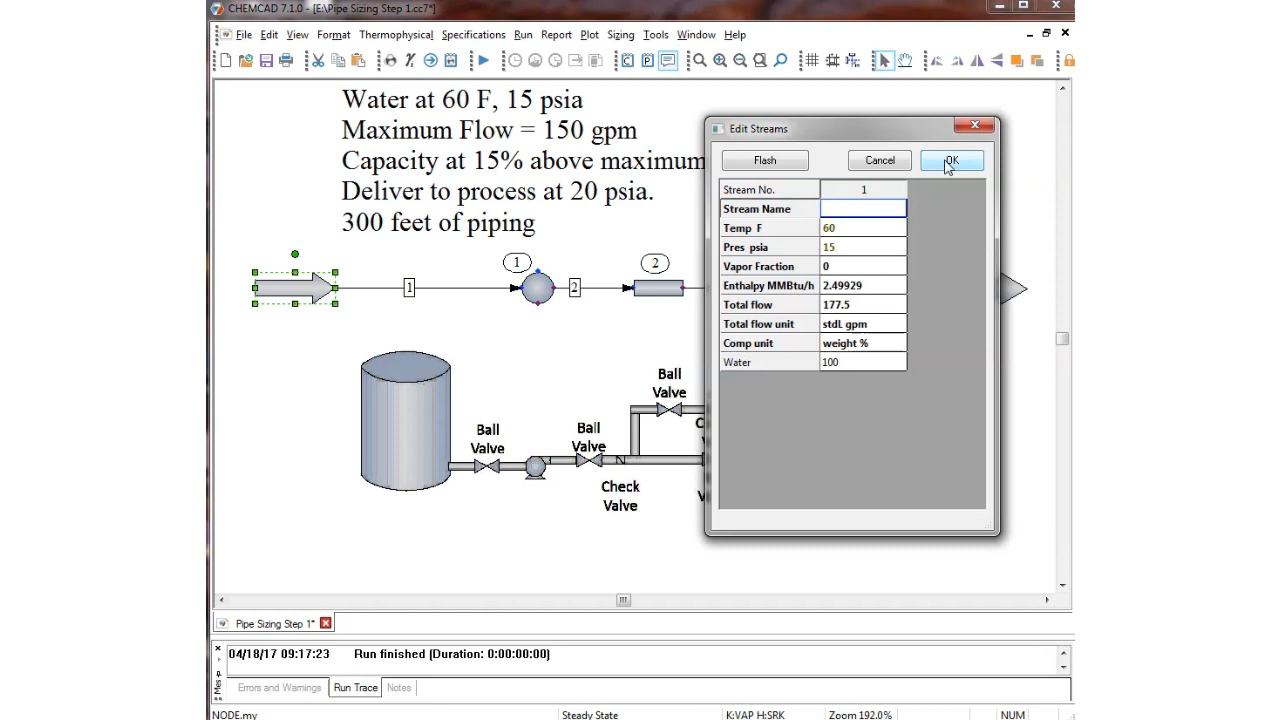 CHEMCAD 7.1.0 - [E:\Pipe Sizing Step 1.cc7*]
File Edit View Format Thermophysical Specifications Run Report Plot Sizing Tools Window Help
Water at 60 F, 15 psia
Maximum Flow = 150 gpm
Capacity at 15% above maximum
Deliver to process at 20 psia.
300 feet of piping
Edit Streams
Flash Cancel OK
Stream No. 1
Stream Name
Temp F 60
Pres psia 15
Vapor Fraction 0
Enthalpy MMBtu/h 2.49929
Total flow 177.5
Total flow unit stdL gpm
Comp unit weight %
Water 100
1 2
1 2
Ball
Valve
Ball
Valve
Ball
Valve
N
Check
Valve
C
V
Pipe Sizing Step 1*
04/18/17 09:17:23 Run finished (Duration: 0:00:00:00)
Mes
Errors and Warnings Run Trace Notes
NODE.my Steady State K:VAP H:SRK Zoom 192.0% NUM